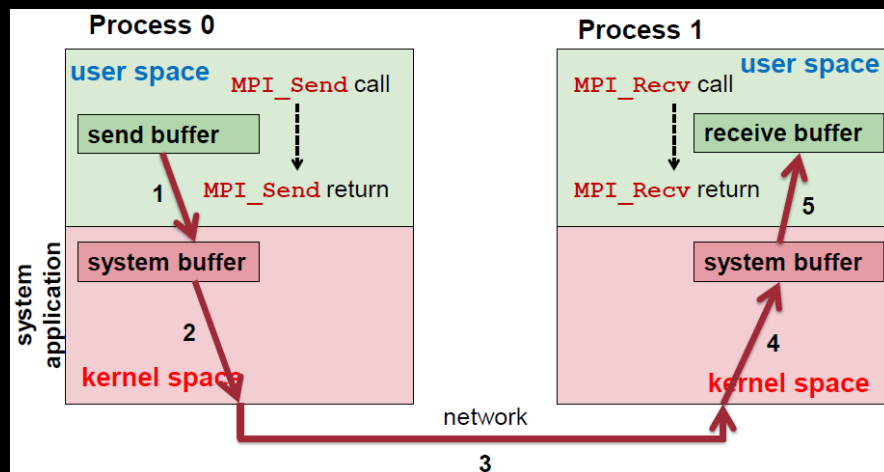 Process 0
Process 1
user space
MPI_Send call
send buffer
1
MPI_Send return
system buffer
2
kernel space
system
application
user space
MPI_Recv call
receive buffer
MPI_Recv return
5
system buffer
4
kernel space
network
3